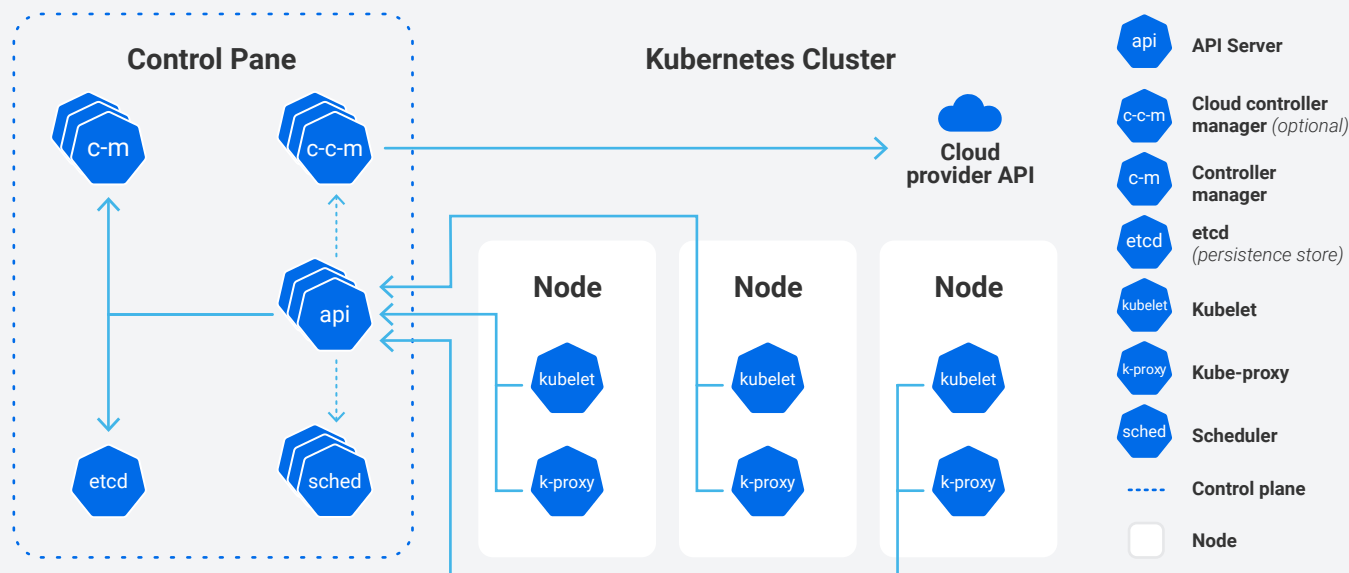 Control Pane
Kubernetes Cluster
c-m
c-c-m
Cloud
provider API
api
etcd
sched
Node
kubelet
k-proxy
Node
kubelet
k-proxy
Node
kubelet
k-proxy
api
API Server
c-c-m
Cloud controller
manager (optional)
c-m
Controller
manager
etcd
etcd
(persistence store)
kubelet
Kubelet
k-proxy
Kube-proxy
sched
Scheduler
Control plane
Node